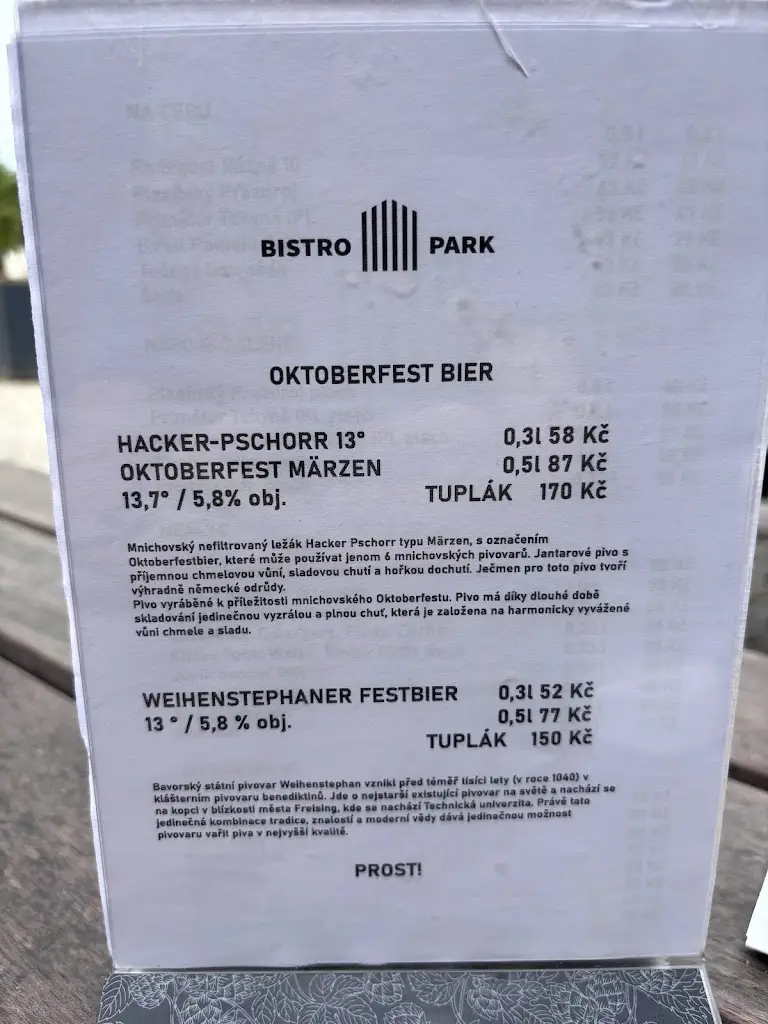 BISTRO PARK
OKTOBERFEST BIER
HACKER-PSCHORR 13° 0,3l 58 Kč
OKTOBERFEST MÄRZEN 0,5l 87 Kč
13,7° / 5,8% obj. TUPLÁK 170 Kč
Mnichovský nefiltrovaný ležák Hacker Pschorr typu Märzen, s označením
Oktoberfestbier, které může používat jenom 6 mnichovských pivovarů. Jantarové pivo s
příjemnou chmelovou vůní, sladovou chutí a hořkou dochutí. Ječmen pro toto pivo tvoří
výhradně německé odrůdy.
Pivo vyráběné k příležitosti mnichovského Oktoberfestu. Pivo má díky dlouhé době
skladování jedinečnou vyzrálou a plnou chuť, která je založena na harmonicky vyvážené
vůni chmele a sladu.
WEIHENSTEPHANER FESTBIER 0,3l 52 Kč
13 ° / 5,8 % obj. 0,5l 77 Kč
TUPLÁK 150 Kč
Bavorský státní pivovar Weihenstephan vznikl před téměř tisíci lety (v roce 1040) v
klášterním pivovaru benediktinů. Jde o nejstarší existující pivovar na světě a nachází se
na kopci v blízkosti města Freising, kde se nachází Technická univerzita. Právě tato
jedinečná kombinace tradice, znalostí a moderní vědy dává jedinečnou možnost
pivovaru vařit piva v nejvyšší kvalitě.
PROST!